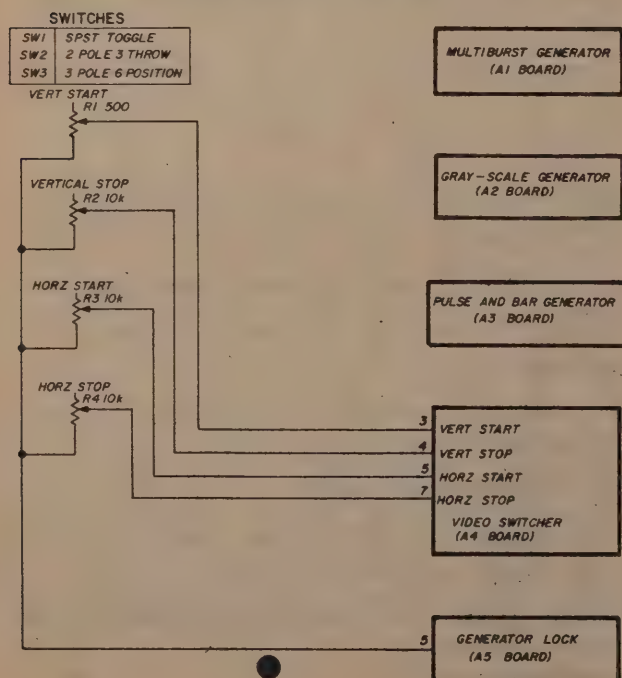 SWITCHES
SW1 SPST TOGGLE
SW2 2 POLE 3 THROW
SW3 3 POLE 6 POSITION
VERT START
R1 500
VERTICAL STOP
R2 10k
HORZ START
R3 10k
HORZ STOP
R4 10k
MULTIBURST GENERATOR
(A1 BOARD)
GRAY-SCALE GENERATOR
(A2 BOARD)
PULSE AND BAR GENERATOR
(A3 BOARD)
3 VERT START
4 VERT STOP
5 HORZ START
7 HORZ STOP
VIDEO SWITCHER
(A4 BOARD)
5 GENERATOR LOCK
(A5 BOARD)